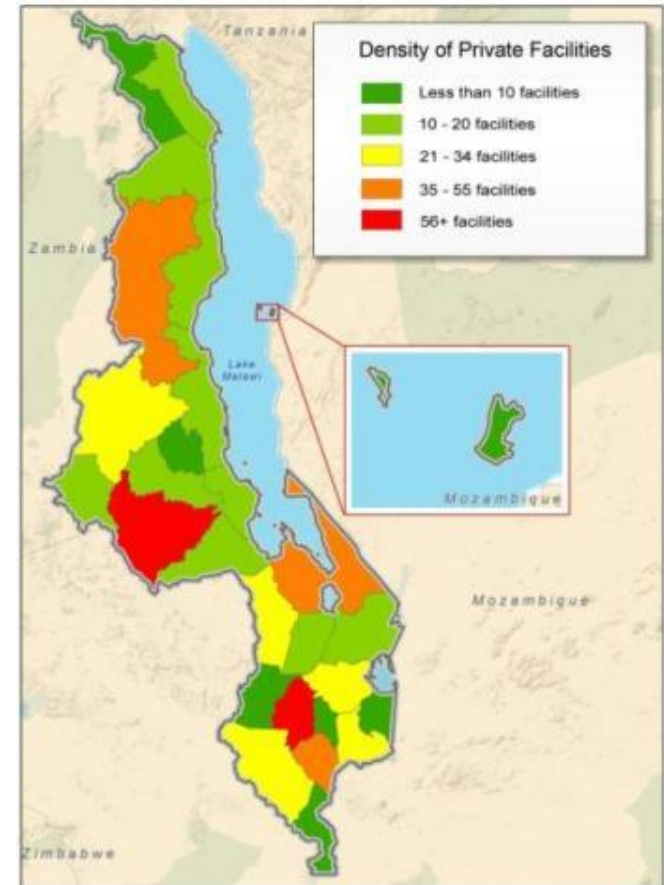 Tanzania
Density of Private Facilities
Less than 10 facilities
10 - 20 facilities
21 - 34 facilities
35 - 55 facilities
56+ facilities
Zambia
Lake
Malawi
Mozambique
Mozambique
Zimbabwe